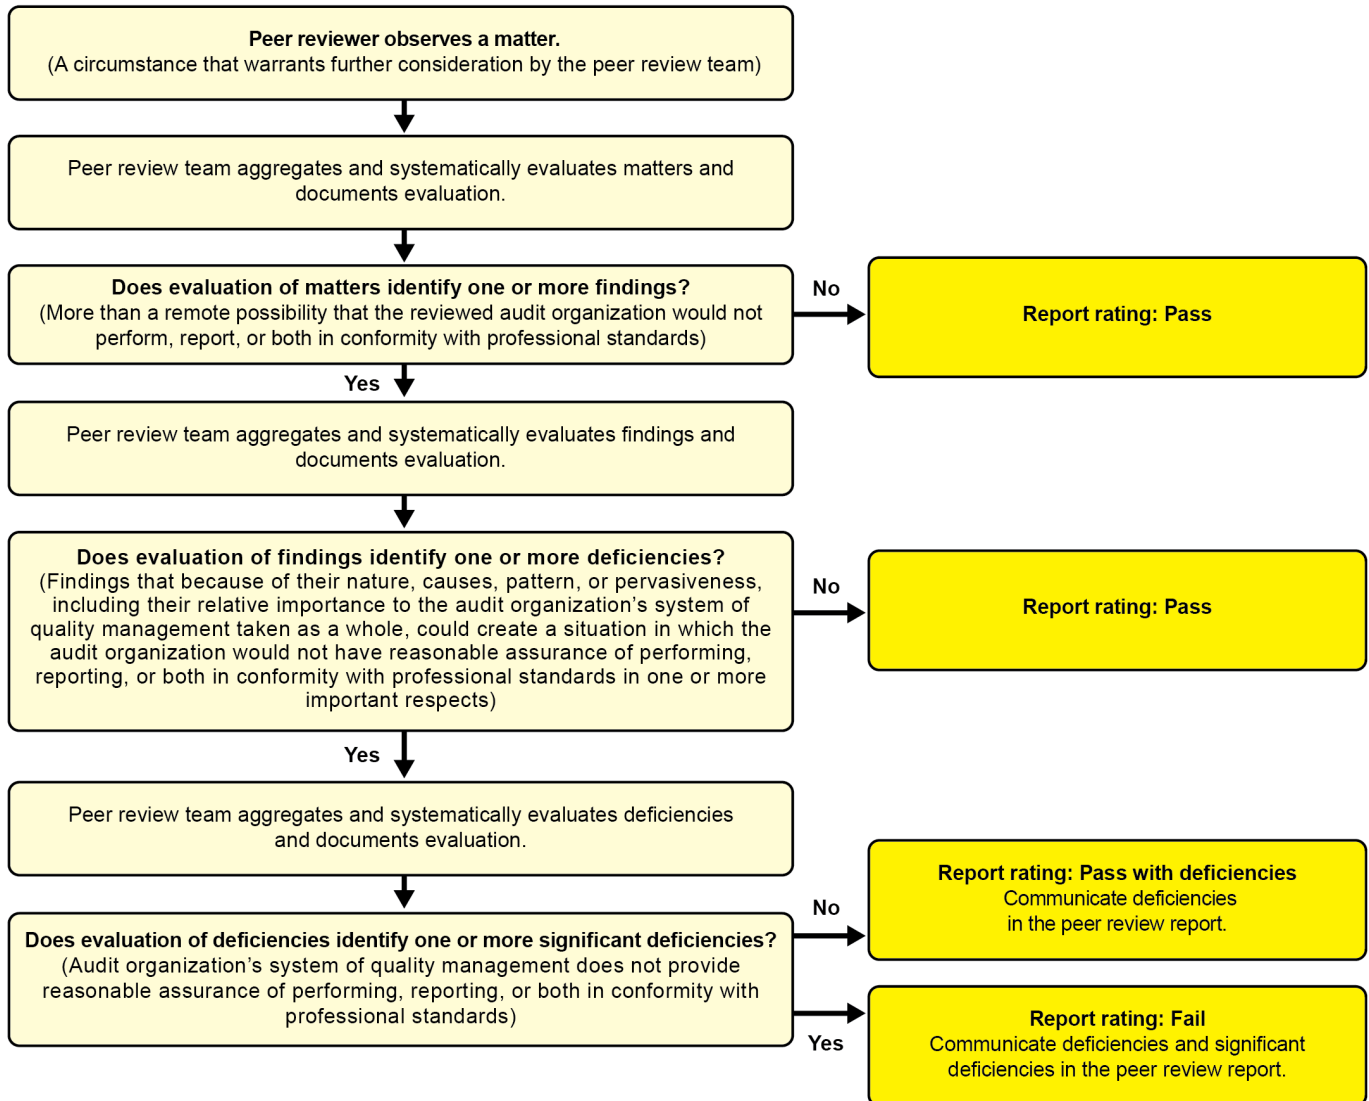 Peer reviewer observes a matter.
(A circumstance that warrants further consideration by the peer review team)
Peer review team aggregates and systematically evaluates matters and
documents evaluation.
Does evaluation of matters identify one or more findings?
(More than a remote possibility that the reviewed audit organization would not
perform, report, or both in conformity with professional standards)
No
Report rating: Pass
Yes
Peer review team aggregates and systematically evaluates findings and
documents evaluation.
Does evaluation of findings identify one or more deficiencies?
(Findings that because of their nature, causes, pattern, or pervasiveness,
including their relative importance to the audit organization’s system of
quality management taken as a whole, could create a situation in which the
audit organization would not have reasonable assurance of performing,
reporting, or both in conformity with professional standards in one or more
important respects)
No
Report rating: Pass
Yes
Peer review team aggregates and systematically evaluates deficiencies
and documents evaluation.
Does evaluation of deficiencies identify one or more significant deficiencies?
(Audit organization’s system of quality management does not provide
reasonable assurance of performing, reporting, or both in conformity with
professional standards)
No
Report rating: Pass with deficiencies
Communicate deficiencies
in the peer review report.
Yes
Report rating: Fail
Communicate deficiencies and significant
deficiencies in the peer review report.